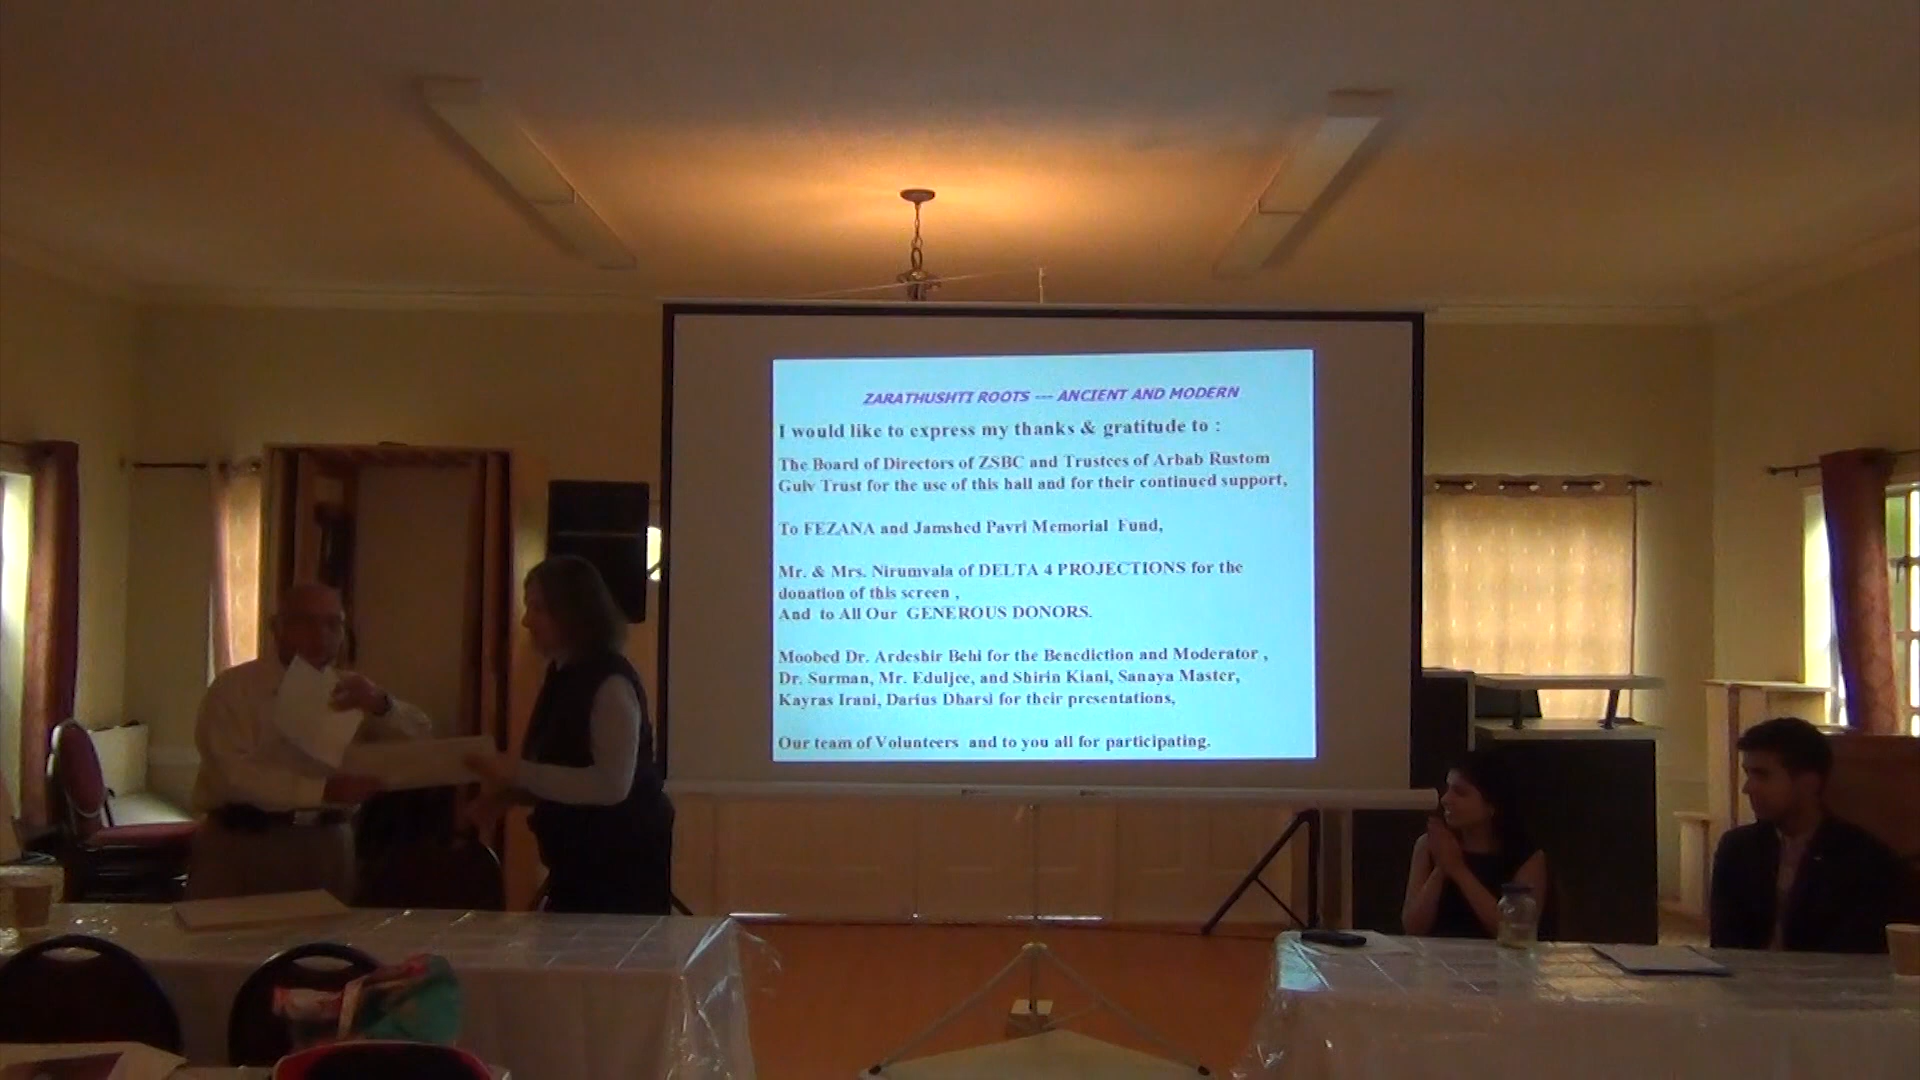 ZARATHUSHTI ROOTS --- ANCIENT AND MODERN
I would like to express my thanks & gratitude to :
The Board of Directors of ZSBC and Trustees of Arbab Rustom
Guiv Trust for the use of this hall and for their continued support,
To FEZANA and Jamshed Pavri Memorial Fund,
Mr. & Mrs. Nirumvala of DELTA 4 PROJECTIONS for the
donation of this screen ,
And to All Our GENEROUS DONORS.
Moobed Dr. Ardeshir Behi for the Benediction and Moderator ,
Dr. Surman, Mr. Eduljee, and Shirin Kiani, Sanaya Master,
Kayras Irani, Darius Dharsi for their presentations,
Our team of Volunteers and to you all for participating.